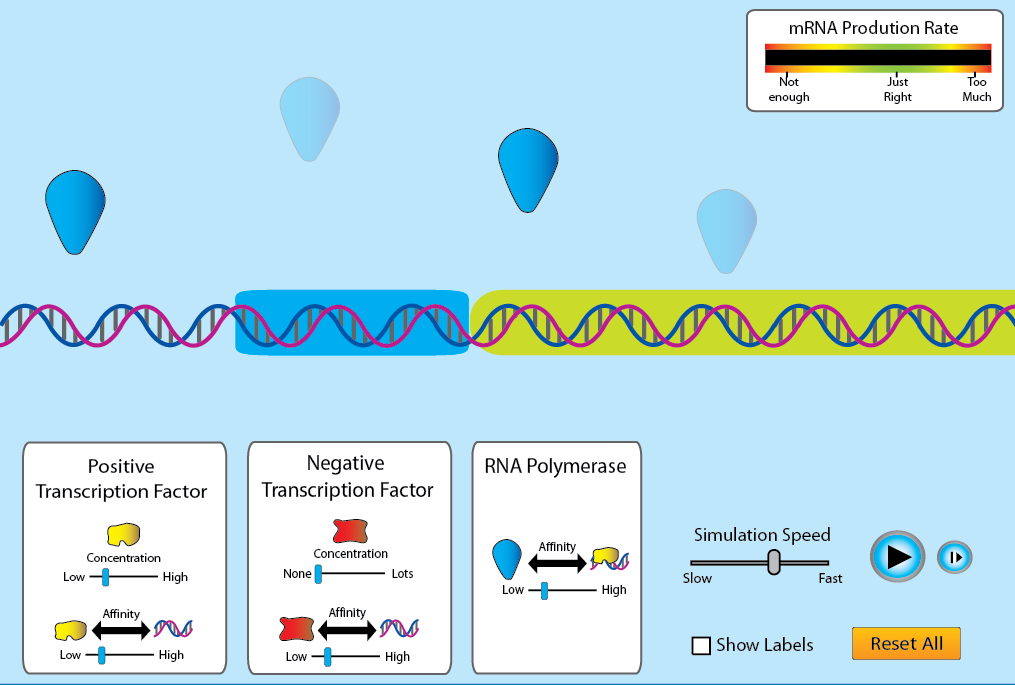 mRNA Prodution Rate
Not enough
Just Right
Too Much
Positive
Transcription Factor
Concentration
Low High
Affinity
Low High
Negative
Transcription Factor
Concentration
None Lots
Affinity
Low High
RNA Polymerase
Affinity
Low High
Simulation Speed
Slow Fast
Show Labels
Reset All